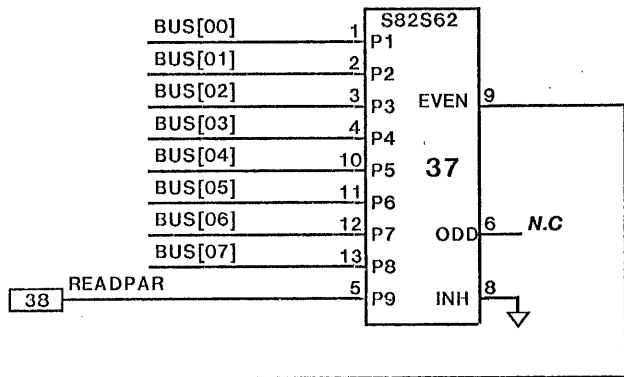 S82S62
BUS[00] 1 P1
BUS[01] 2 P2
BUS[02] 3 P3 EVEN 9
BUS[03] 4 P4
BUS[04] 10 P5 37
BUS[05] 11 P6
BUS[06] 12 P7 ODD 6 N.C
BUS[07] 13 P8
38 READPAR 5 P9 INH 8